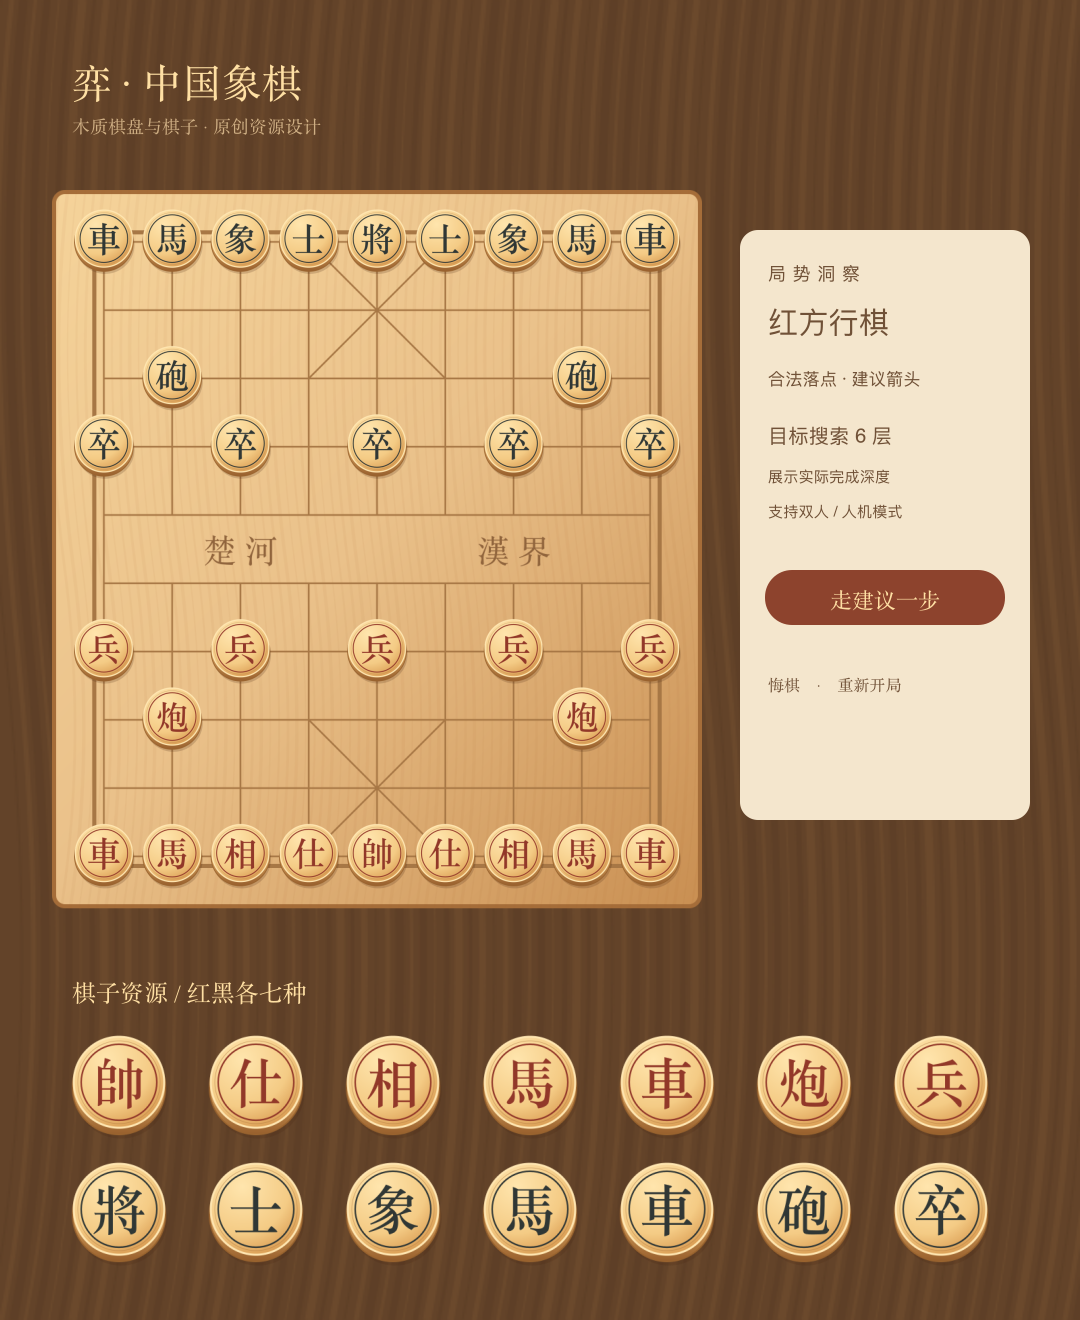 弈 · 中国象棋
木质棋盘与棋子 · 原创资源设计
車 馬 象 士 將 士 象 馬 車
砲 砲
卒 卒 卒 卒 卒
楚河 漢界
兵 兵 兵 兵 兵
炮 炮
車 馬 相 仕 帥 仕 相 馬 車
局势洞察
红方行棋
合法落点 · 建议箭头
目标搜索 6 层
展示实际完成深度
支持双人 / 人机模式
走建议一步
悔棋 · 重新开局
棋子资源 / 红黑各七种
帥 仕 相 馬 車 炮 兵
將 士 象 馬 車 砲 卒